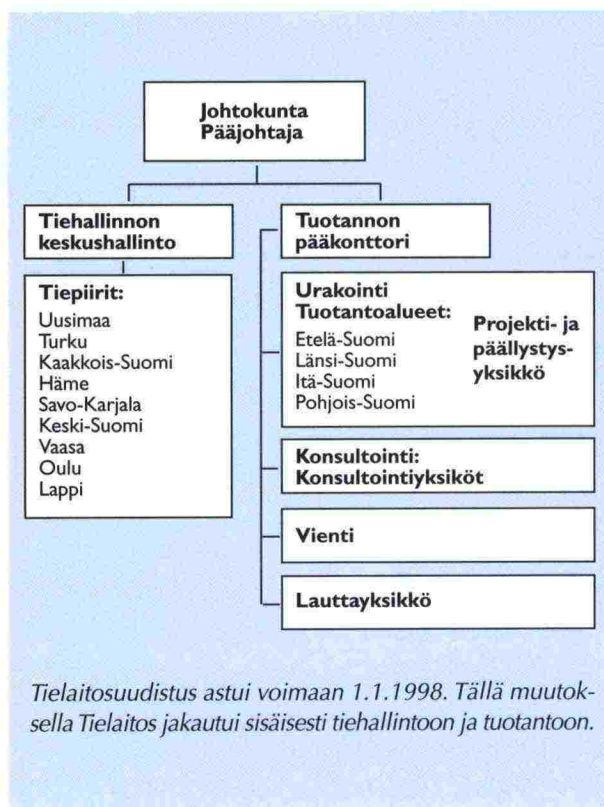 Johtokunta
Pääjohtaja
Tiehallinnon
keskushallinto
Tiepiirit:
Uusimaa
Turku
Kaakkois-Suomi
Häme
Savo-Karjala
Keski-Suomi
Vaasa
Oulu
Lappi
Tuotannon
pääkonttori
Urakointi
Tuotantoalueet:
Etelä-Suomi
Länsi-Suomi
Itä-Suomi
Pohjois-Suomi
Projekti- ja
päällystys-
yksikkö
Konsultointi:
Konsultointiyksiköt
Vienti
Lauttayksikkö
Tielaitosuudistus astui voimaan 1.1.1998. Tällä muutok-
sella Tielaitos jakautui sisäisesti tiehallintoon ja tuotantoon.